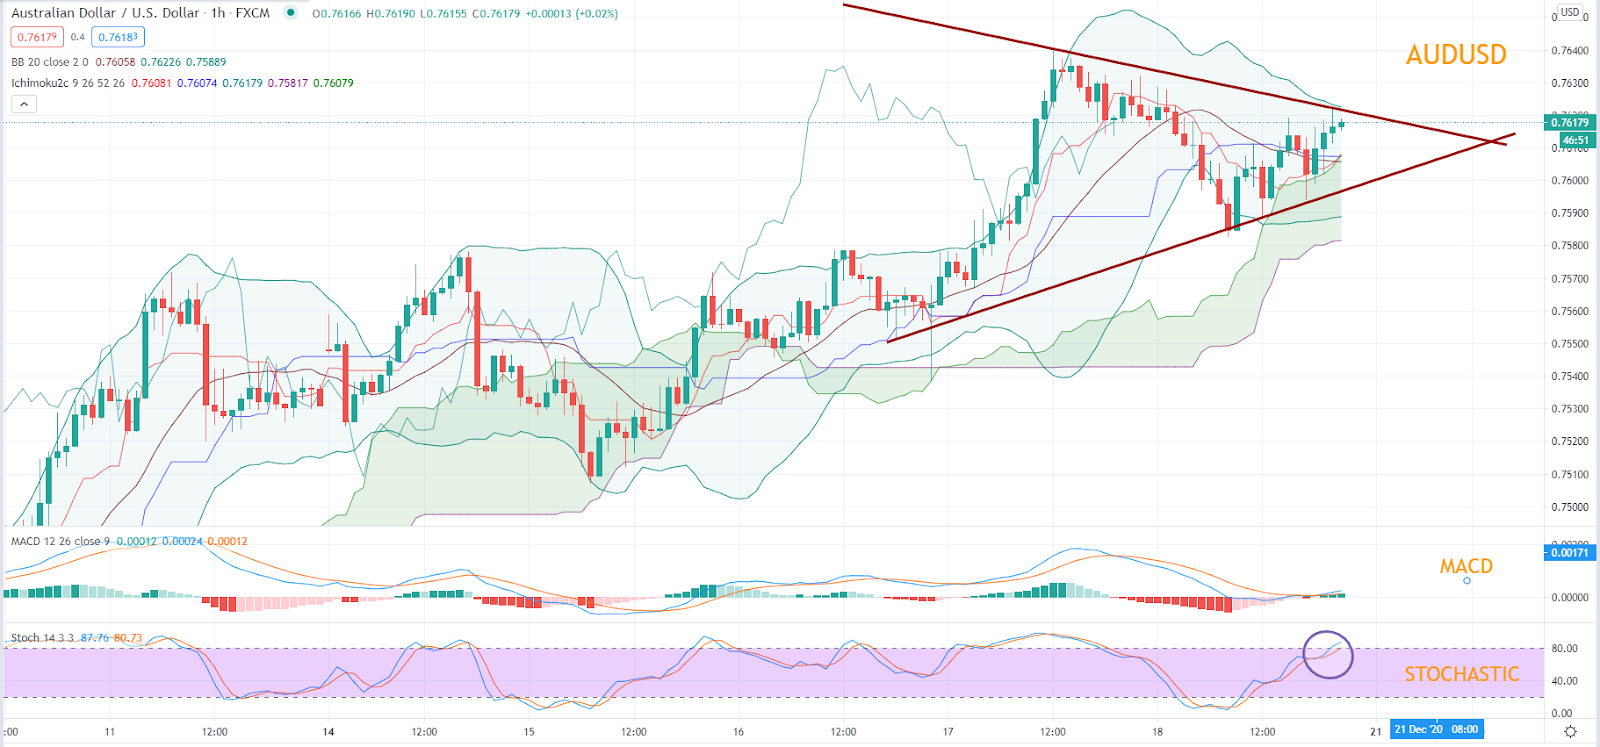 Australian Dollar / U.S. Dollar · 1h · FXCM O0.76166 H0.76190 L0.76155 C0.76179 +0.00013 (+0.02%)
USD
0.76179 0.4 0.76183
BB 20 close 2 0 0.76058 0.76226 0.75889
Ichimoku2c 9 26 52 26 0.76081 0.76074 0.76179 0.75817 0.76079
AUDUSD
0.76400
0.76300
0.76179
46:51
0.76000
0.75900
0.75800
0.75700
0.75600
0.75500
0.75400
0.75300
0.75200
0.75100
0.75000
MACD 12 26 close 9 0.00012 0.00024 0.00012
0.00171
MACD
0.00000
Stoch 14 3 3 87.76 80.73
80.00
STOCHASTIC
40.00
0.00
:00 11 12:00 14 12:00 15 12:00 16 12:00 17 12:00 18 12:00 21 21 Dec '20 08:00